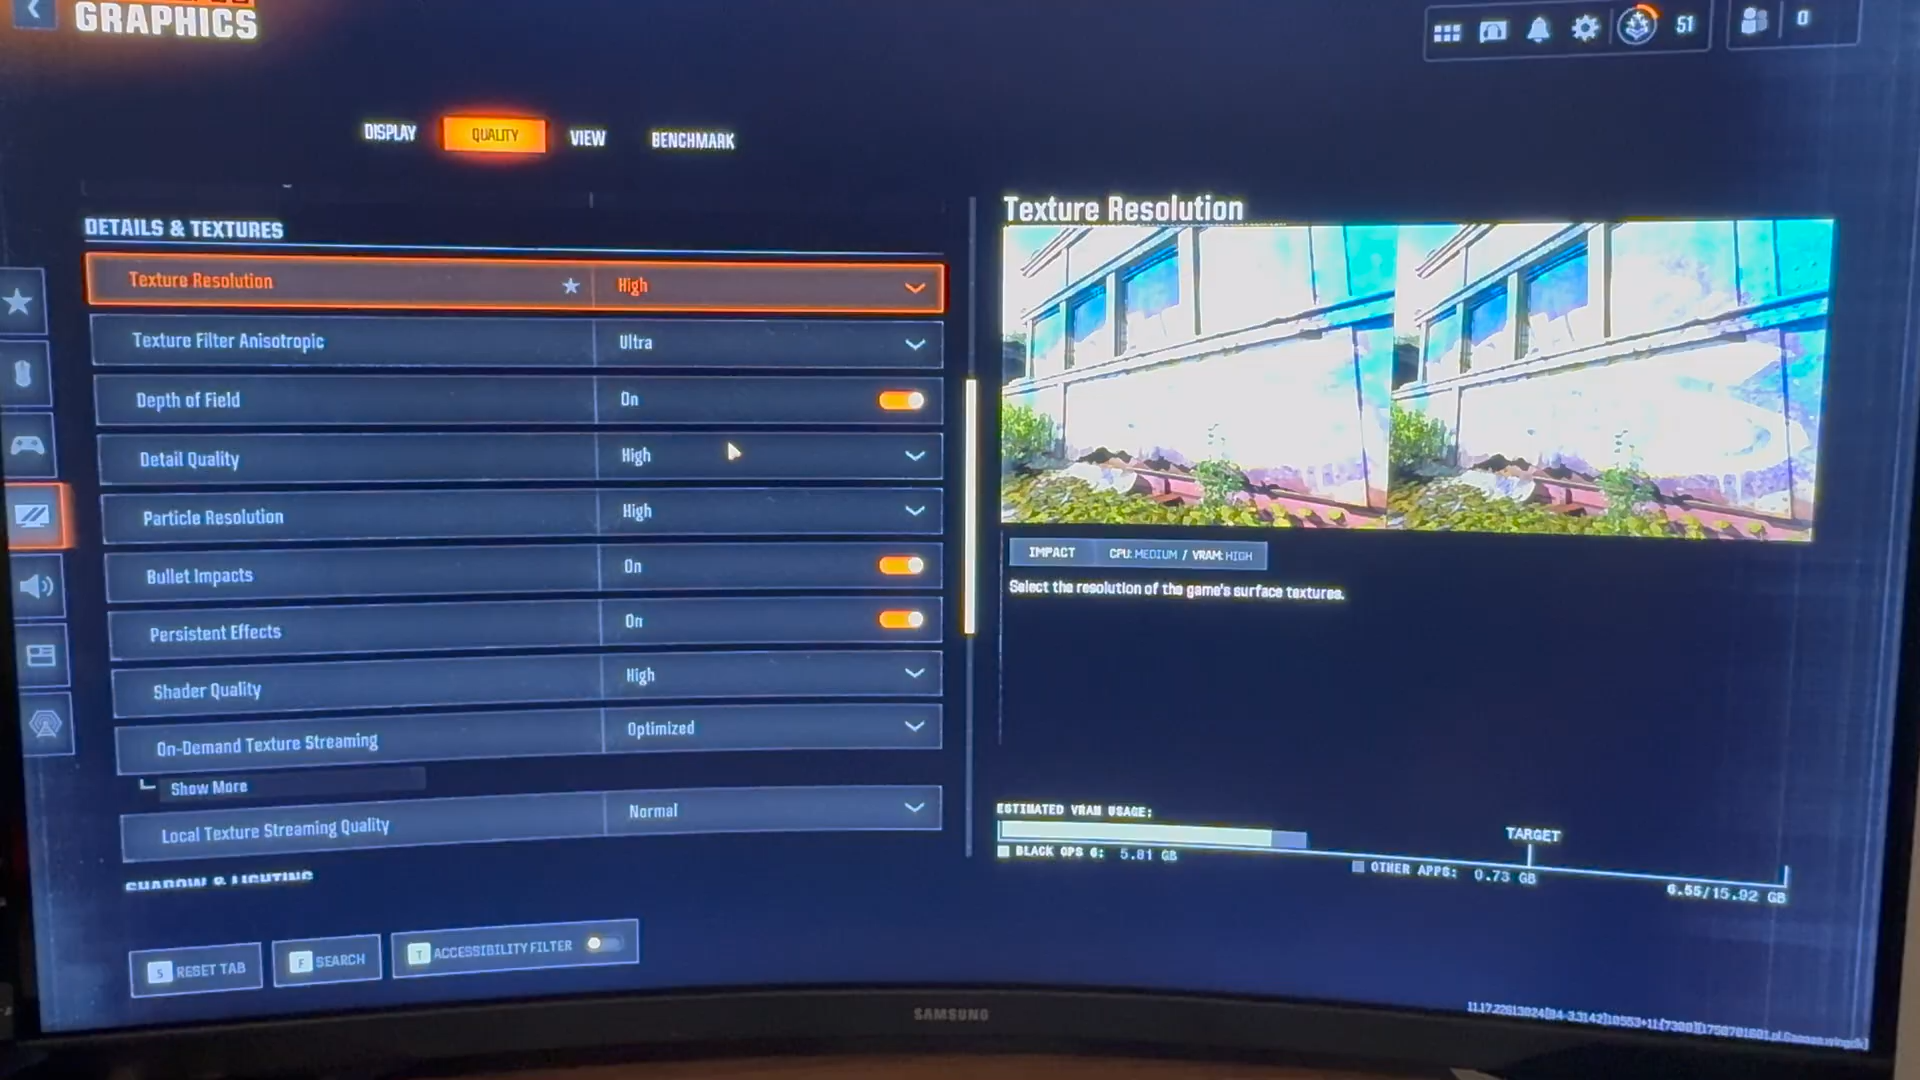 GRAPHICS
51
0
DISPLAY
QUALITY
VIEW
BENCHMARK
DETAILS & TEXTURES
Texture Resolution
High
Texture Filter Anisotropic
Ultra
Depth of Field
On
Detail Quality
High
Particle Resolution
High
Bullet Impacts
On
Persistent Effects
On
Shader Quality
High
On-Demand Texture Streaming
Optimized
Show More
Local Texture Streaming Quality
Normal
SHADOW & LIGHTING
S RESET TAB
F SEARCH
T ACCESSIBILITY FILTER
Texture Resolution
IMPACT CPU: MEDIUM / VRAM: HIGH
Select the resolution of the game's surface textures.
ESTIMATED VRAM USAGE:
TARGET
BLACK OPS 6: 5.81 GB
OTHER APPS: 0.73 GB
6.55/15.92 GB
SAMSUNG